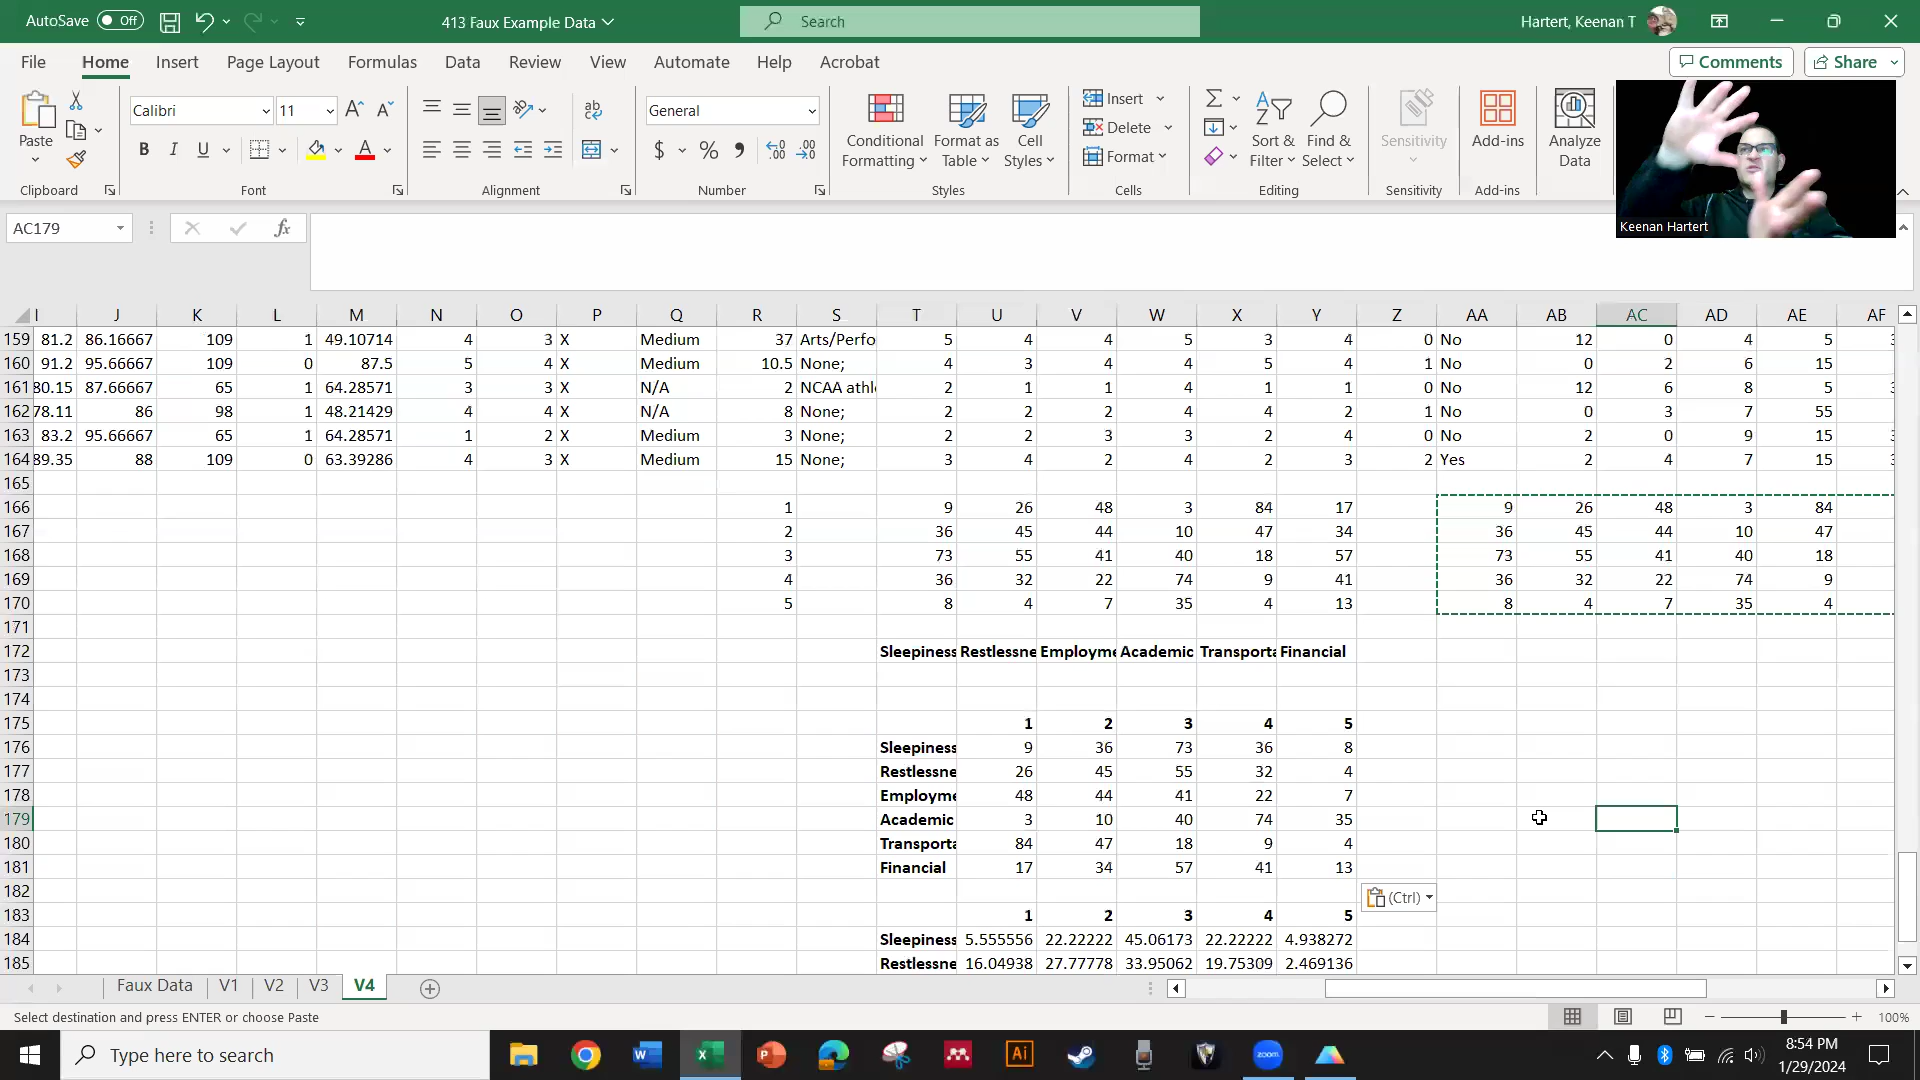 AutoSave Off 413 Faux Example Data Search Hartert, Keenan T
File Home Insert Page Layout Formulas Data Review View Automate Help Acrobat Comments Share
Paste Calibri 11 General Conditional Formatting Format as Table Cell Styles Insert Delete Format Sort & Filter Find & Select Sensitivity Add-ins Analyze Data
Clipboard Font Alignment Number Styles Cells Editing Sensitivity Add-ins
Keenan Hartert
AC179 fx
I J K L M N O P Q R S T U V W X Y Z AA AB AC AD AE AF
159 81.2 86.16667 109 1 49.10714 4 3 X Medium 37 Arts/Perfo 5 4 4 5 3 4 0 No 12 0 4 5
160 91.2 95.66667 109 0 87.5 5 4 X Medium 10.5 None; 4 3 4 4 5 4 1 No 0 2 6 15
161 80.15 87.66667 65 1 64.28571 3 3 X N/A 2 NCAA athl 2 1 1 4 1 1 0 No 12 6 8 5
162 78.11 86 98 1 48.21429 4 4 X N/A 8 None; 2 2 2 4 4 2 1 No 0 3 7 55
163 83.2 95.66667 65 1 64.28571 1 2 X Medium 3 None; 2 2 3 3 2 4 0 No 2 0 9 15
164 89.35 88 109 0 63.39286 4 3 X Medium 15 None; 3 4 2 4 2 3 2 Yes 2 4 7 15
165
166 1 9 26 48 3 84 17 9 26 48 3 84
167 2 36 45 44 10 47 34 36 45 44 10 47
168 3 73 55 41 40 18 57 73 55 41 40 18
169 4 36 32 22 74 9 41 36 32 22 74 9
170 5 8 4 7 35 4 13 8 4 7 35 4
171
172 Sleepiness Restlessne Employme Academic Transporta Financial
173
174
175 1 2 3 4 5
176 Sleepiness 9 36 73 36 8
177 Restlessne 26 45 55 32 4
178 Employme 48 44 41 22 7
179 Academic 3 10 40 74 35
180 Transporta 84 47 18 9 4
181 Financial 17 34 57 41 13
182
(Ctrl)
183 1 2 3 4 5
184 Sleepiness 5.555556 22.22222 45.06173 22.22222 4.938272
185 Restlessne 16.04938 27.77778 33.95062 19.75309 2.469136
Faux Data V1 V2 V3 V4
Select destination and press ENTER or choose Paste 100%
Type here to search 8:54 PM
1/29/2024